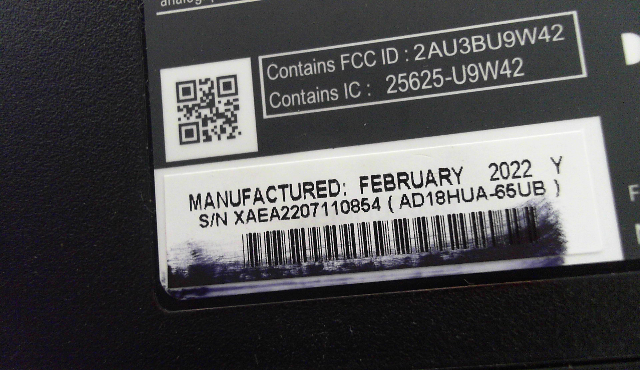 Contains FCC ID : 2AU3BU9W42
Contains IC : 25625-U9W42
MANUFACTURED: FEBRUARY 2022 Y
S/N XAEA2207110854 ( AD18HUA-65UB )